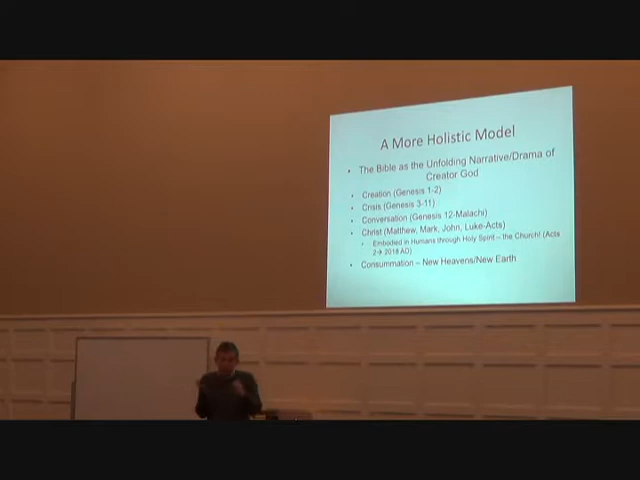 A More Holistic Model
• The Bible as the Unfolding Narrative/Drama of
Creator God
• Creation (Genesis 1-2)
• Crisis (Genesis 3-11)
• Conversation (Genesis 12-Malachi)
• Christ (Matthew, Mark, John, Luke-Acts)
• Embodied in Humans through Holy Spirit – the Church! (Acts
2→ 2018 AD)
• Consummation – New Heavens/New Earth